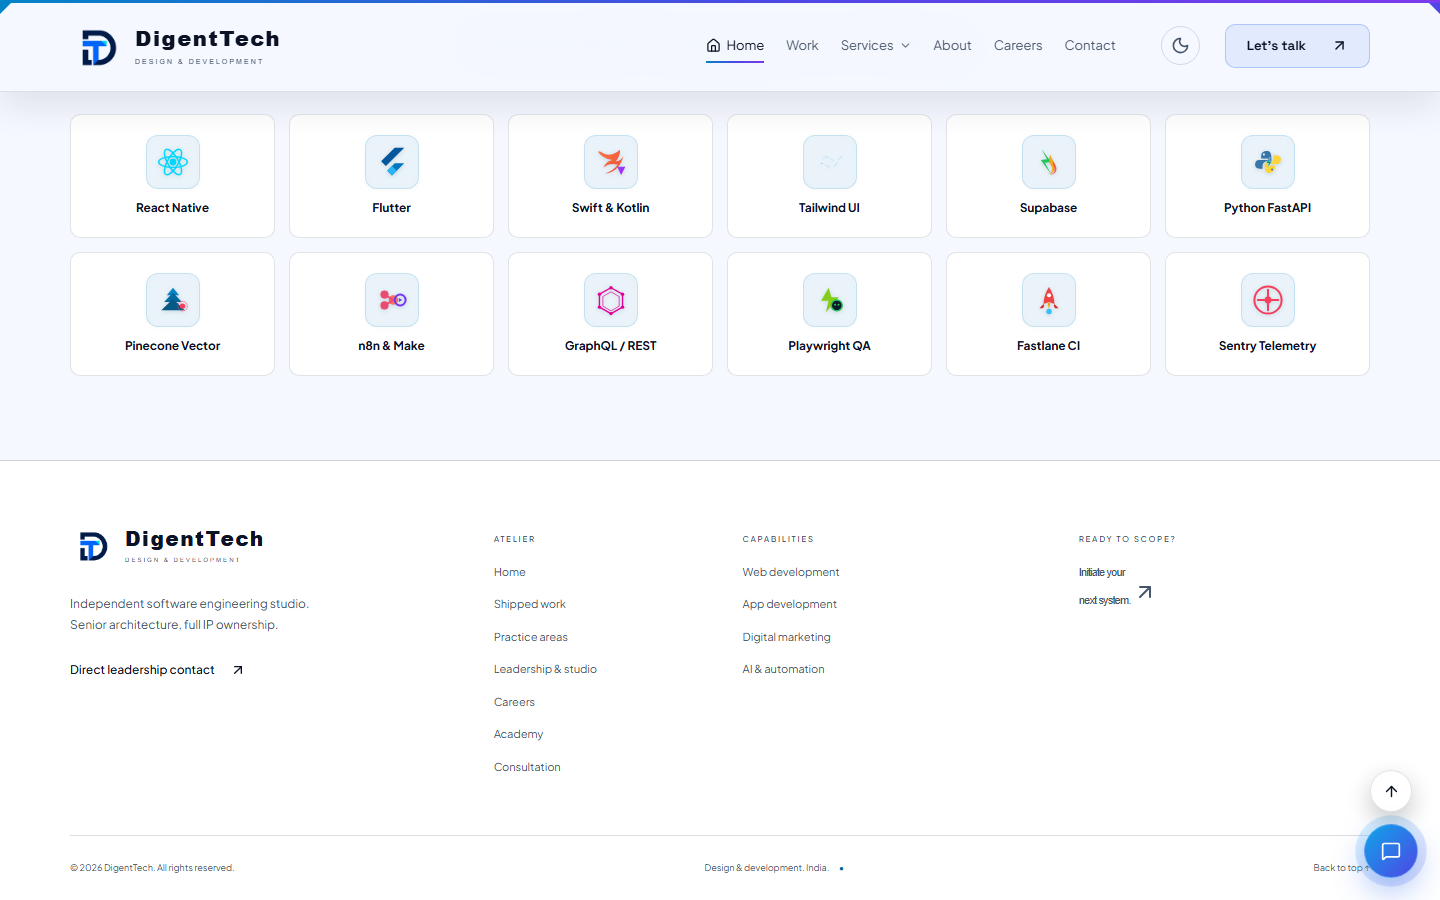 DigentTech
DESIGN & DEVELOPMENT
Home
Work
Services
About
Careers
Contact
Let's talk
React Native
Flutter
Swift & Kotlin
Tailwind UI
Supabase
Python FastAPI
Pinecone Vector
n8n & Make
GraphQL / REST
Playwright QA
Fastlane CI
Sentry Telemetry
DigentTech
DESIGN & DEVELOPMENT
Independent software engineering studio.
Senior architecture, full IP ownership.
Direct leadership contact
ATELIER
Home
Shipped work
Practice areas
Leadership & studio
Careers
Academy
Consultation
CAPABILITIES
Web development
App development
Digital marketing
AI & automation
READY TO SCOPE?
Initiate your
next system.
© 2026 DigentTech. All rights reserved.
Design & development. India.
Back to top ↑